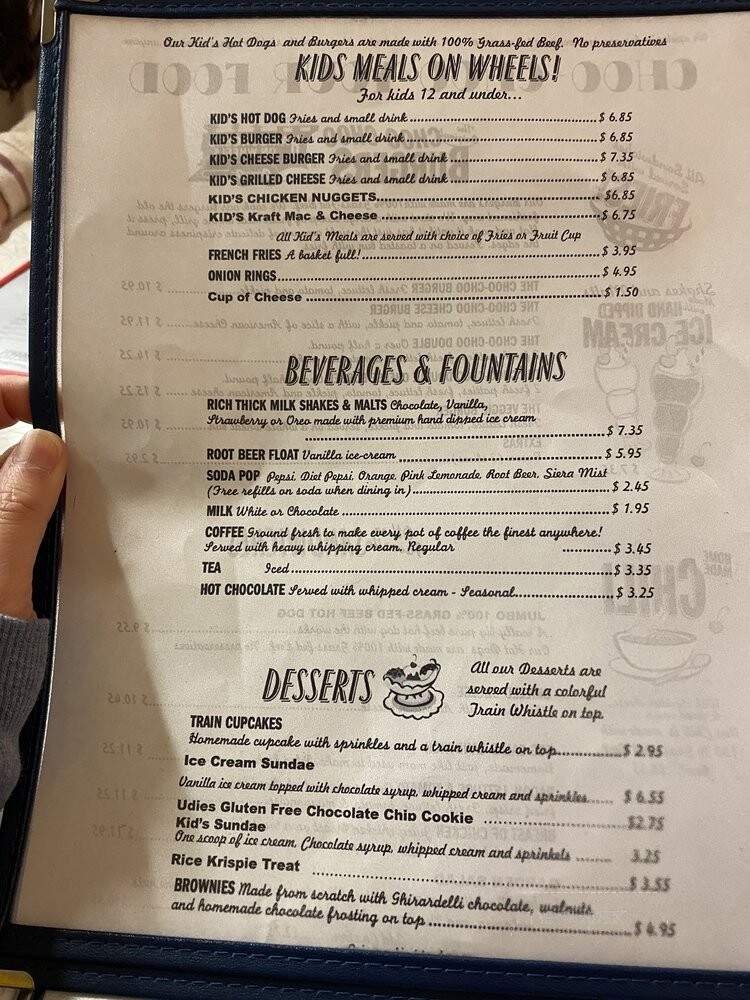 Our Kid's Hot Dogs and Burgers are made with 100% Grass-fed Beef. No preservatives
KIDS MEALS ON WHEELS!
For kids 12 and under...
KID'S HOT DOG Fries and small drink $ 6.85
KID'S BURGER Fries and small drink $ 6.85
KID'S CHEESE BURGER Fries and small drink $ 7.35
KID'S GRILLED CHEESE Fries and small drink $ 6.85
KID'S CHICKEN NUGGETS $6.85
KID'S Kraft Mac & Cheese $ 6.75
All Kid's Meals are served with choice of Fries or Fruit Cup
FRENCH FRIES A basket full! $ 3.95
ONION RINGS $ 4.95
Cup of Cheese $ 1.50
BEVERAGES & FOUNTAINS
RICH THICK MILK SHAKES & MALTS Chocolate, Vanilla,
Strawberry or Oreo made with premium hand dipped ice cream
$ 7.35
ROOT BEER FLOAT Vanilla ice-cream $ 5.95
SODA POP Pepsi, Diet Pepsi, Orange, Pink Lemonade, Root Beer, Siera Mist
(Free refills on soda when dining in) $ 2.45
MILK White or Chocolate $ 1.95
COFFEE Ground fresh to make every pot of coffee the finest anywhere!
Served with heavy whipping cream. Regular $ 3.45
TEA Iced $ 3.35
HOT CHOCOLATE Served with whipped cream - Seasonal $ 3.25
DESSERTS
All our Desserts are
served with a colorful
Train Whistle on top
TRAIN CUPCAKES
Homemade cupcake with sprinkles and a train whistle on top $ 2.95
Ice Cream Sundae
Vanilla ice cream topped with chocolate syrup, whipped cream and sprinkles $ 6.55
Udies Gluten Free Chocolate Chip Cookie $2.75
Kid's Sundae
One scoop of ice cream, Chocolate syrup, whipped cream and sprinkels 3.25
Rice Krispie Treat $ 3.55
BROWNIES Made from scratch with Ghirardelli chocolate, walnuts
and homemade chocolate frosting on top $ 4.95